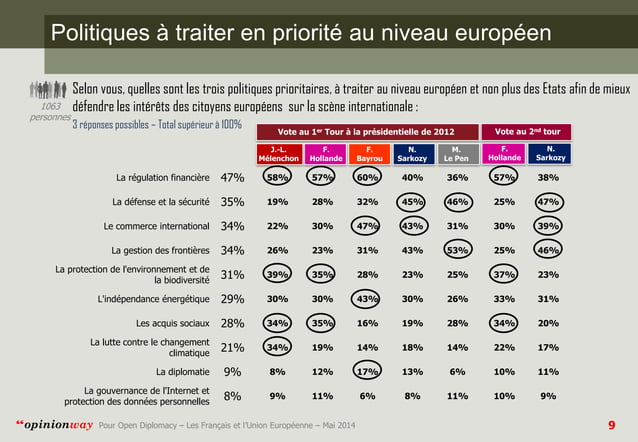 Politiques à traiter en priorité au niveau européen
1063 personnes
Selon vous, quelles sont les trois politiques prioritaires, à traiter au niveau européen et non plus des Etats afin de mieux
défendre les intérêts des citoyens européens sur la scène internationale :
3 réponses possibles – Total supérieur à 100%
Vote au 1er Tour à la présidentielle de 2012 Vote au 2nd tour
J.-L. Mélenchon F. Hollande F. Bayrou N. Sarkozy M. Le Pen F. Hollande N. Sarkozy
La régulation financière 47% 58% 57% 60% 40% 36% 57% 38%
La défense et la sécurité 35% 19% 28% 32% 45% 46% 25% 47%
Le commerce international 34% 22% 30% 47% 43% 31% 30% 39%
La gestion des frontières 34% 26% 23% 31% 43% 53% 25% 46%
La protection de l'environnement et de la biodiversité 31% 39% 35% 28% 23% 25% 37% 23%
L'indépendance énergétique 29% 30% 30% 43% 30% 26% 33% 31%
Les acquis sociaux 28% 34% 35% 16% 19% 28% 34% 20%
La lutte contre le changement climatique 21% 34% 19% 14% 18% 14% 22% 17%
La diplomatie 9% 8% 12% 17% 13% 6% 10% 11%
La gouvernance de l'Internet et protection des données personnelles 8% 9% 11% 6% 8% 11% 10% 9%
“opinionway Pour Open Diplomacy – Les Français et l'Union Européenne – Mai 2014 9